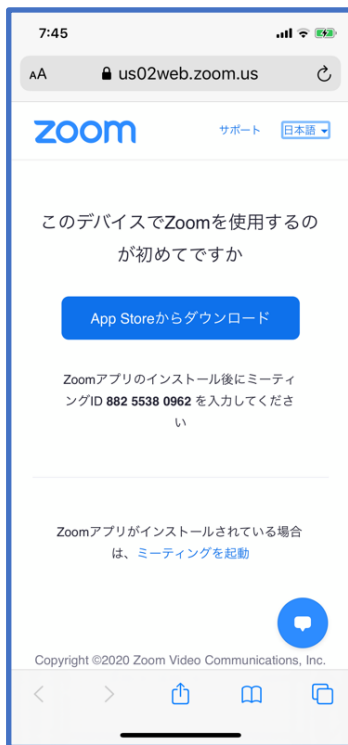 7:45
AA us02web.zoom.us
zoom サポート 日本語
このデバイスでZoomを使用するの
が初めてですか
App Storeからダウンロード
Zoomアプリのインストール後にミーティ
ングID 882 5538 0962 を入力してくださ
い
Zoomアプリがインストールされている場合
は、ミーティングを起動
Copyright ©2020 Zoom Video Communications, Inc.